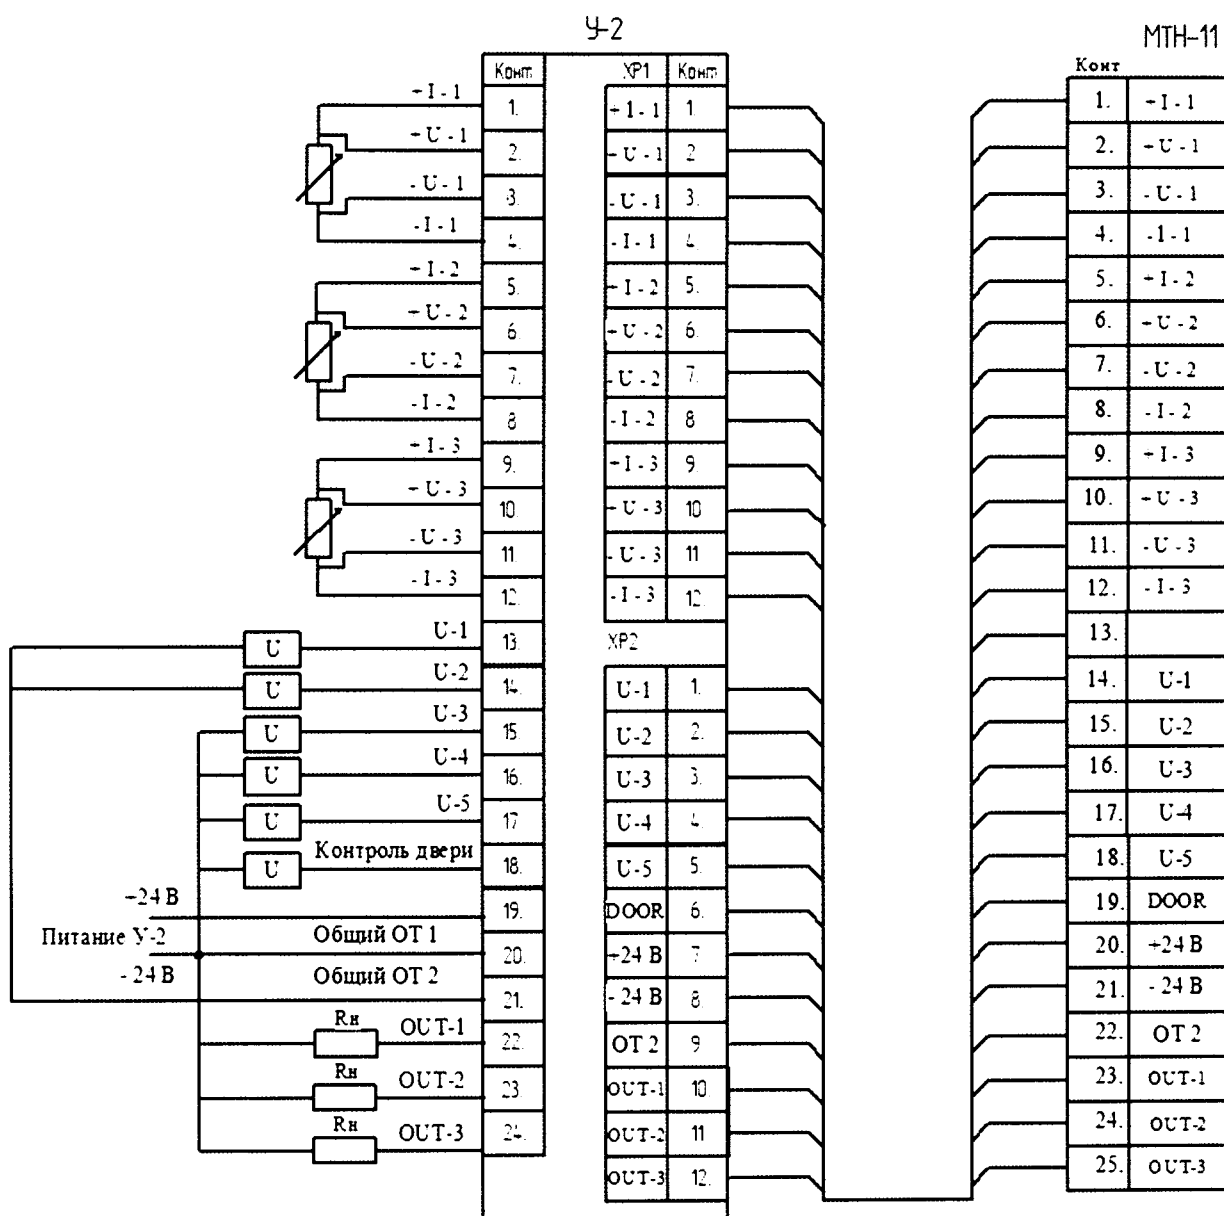 У-2
МТН-11
Конт
ХР1
Конт
Конт
+I-1
1.
+1-1
1.
1.
+I-1
+U-1
2.
+U-1
2
2.
+U-1
-U-1
3.
-U-1
3.
3.
-U-1
-I-1
4.
-I-1
4.
4.
-1-1
+I-2
5.
+I-2
5.
5.
+I-2
+U-2
6.
+U-2
6.
6.
+U-2
-U-2
7.
-U-2
7.
7.
-U-2
-I-2
8
-I-2
8
8.
-I-2
+I-3
9.
+I-3
9.
9.
+I-3
+U-3
10
+U-3
10
10.
+U-3
-U-3
11
-U-3
11
11.
-U-3
-I-3
12.
-I-3
12.
12.
-I-3
U
U-1
13.
ХР2
13.
U
U-2
14.
U-1
1.
14.
U-1
U
U-3
15.
U-2
2.
15.
U-2
U
U-4
16.
U-3
3.
16.
U-3
U
U-5
17
U-4
4.
17.
U-4
U
Контроль двери
18.
U-5
5.
18.
U-5
+24 В
19.
DOOR
6.
19.
DOOR
Питание У-2
Общий ОТ 1
20.
+24 В
7
20.
+24 В
- 24 В
Общий ОТ 2
21.
- 24 В
8.
21.
- 24 В
Rн
OUT-1
22.
ОТ 2
9
22.
ОТ 2
Rн
OUT-2
23.
OUT-1
10
23.
OUT-1
Rн
OUT-3
24.
OUT-2
11
24.
OUT-2
OUT-3
12.
25.
OUT-3